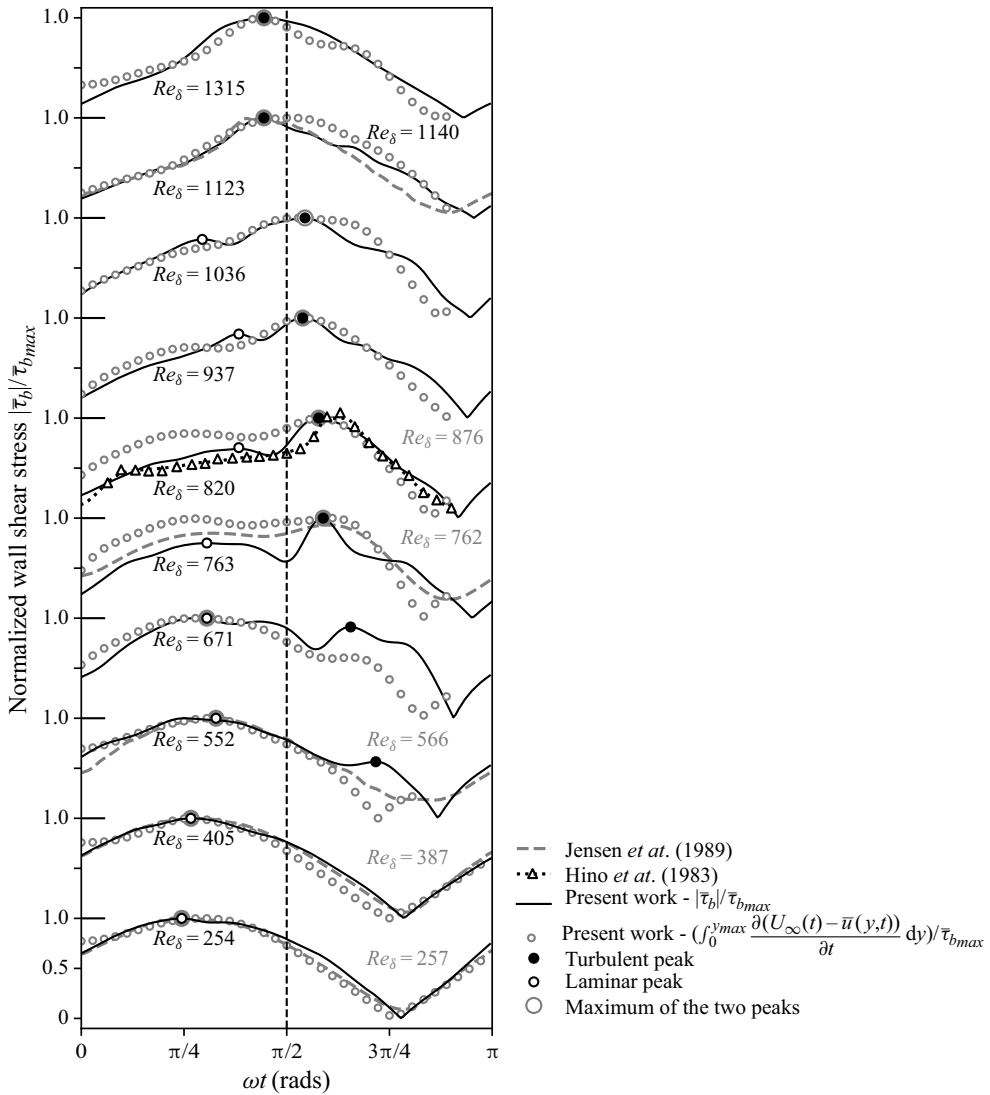 Normalized wall shear stress |τ̅_b|/τ̅_bmax
1.0
Re_δ = 1315
1.0
Re_δ = 1140
Re_δ = 1123
1.0
Re_δ = 1036
1.0
Re_δ = 937
1.0
Re_δ = 876
Re_δ = 820
1.0
Re_δ = 762
Re_δ = 763
1.0
Re_δ = 671
1.0
Re_δ = 552
Re_δ = 566
1.0
Re_δ = 405
Re_δ = 387
1.0
Re_δ = 254
Re_δ = 257
0.5
0
0 π/4 π/2 3π/4 π
ωt (rads)
Jensen et at. (1989)
Hino et at. (1983)
Present work - |τ̅_b|/τ̅_bmax
Present work - (∫_0^ymax ∂(U_∞(t) − u̅(y,t))/∂t dy)/τ̅_bmax
Turbulent peak
Laminar peak
Maximum of the two peaks